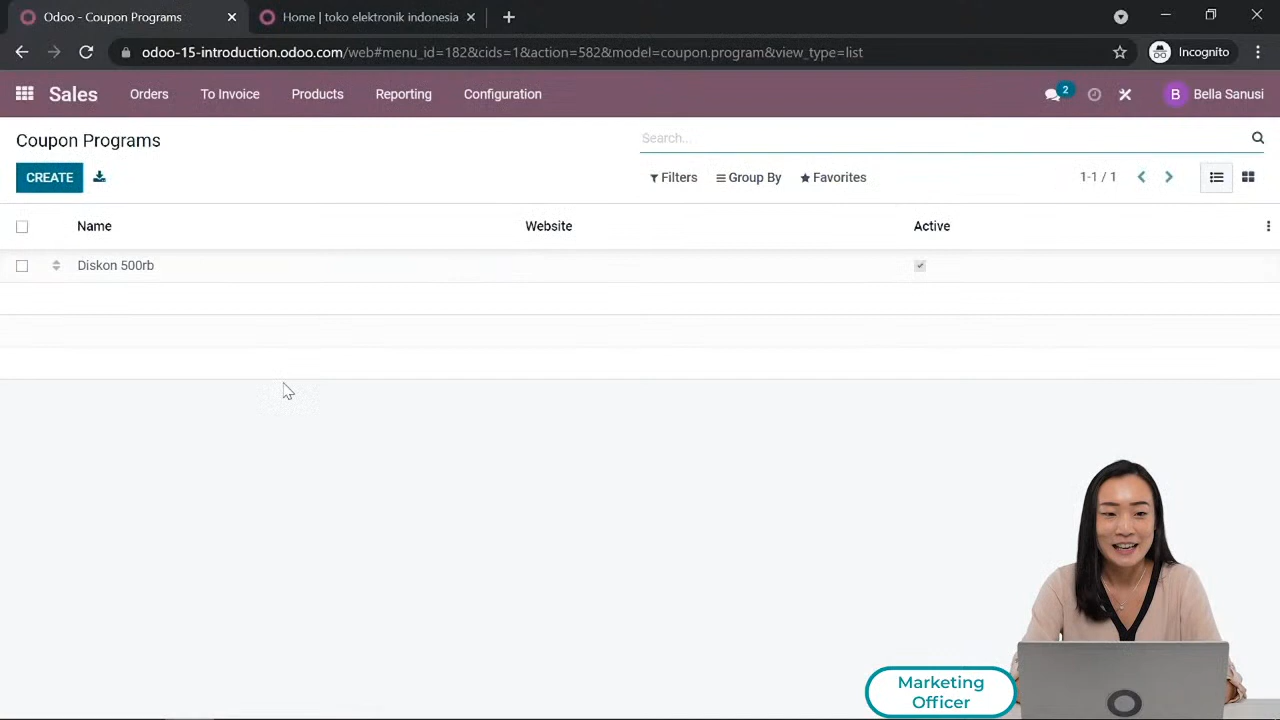 Odoo - Coupon Programs
Home | toko elektronik indonesia
odoo-15-introduction.odoo.com/web#menu_id=182&cids=1&action=582&model=coupon.program&view_type=list
Incognito
Sales Orders To Invoice Products Reporting Configuration 2 B Bella Sanusi
Coupon Programs
Search...
CREATE
Filters Group By Favorites 1-1 / 1
Name Website Active
Diskon 500rb
Marketing
Officer